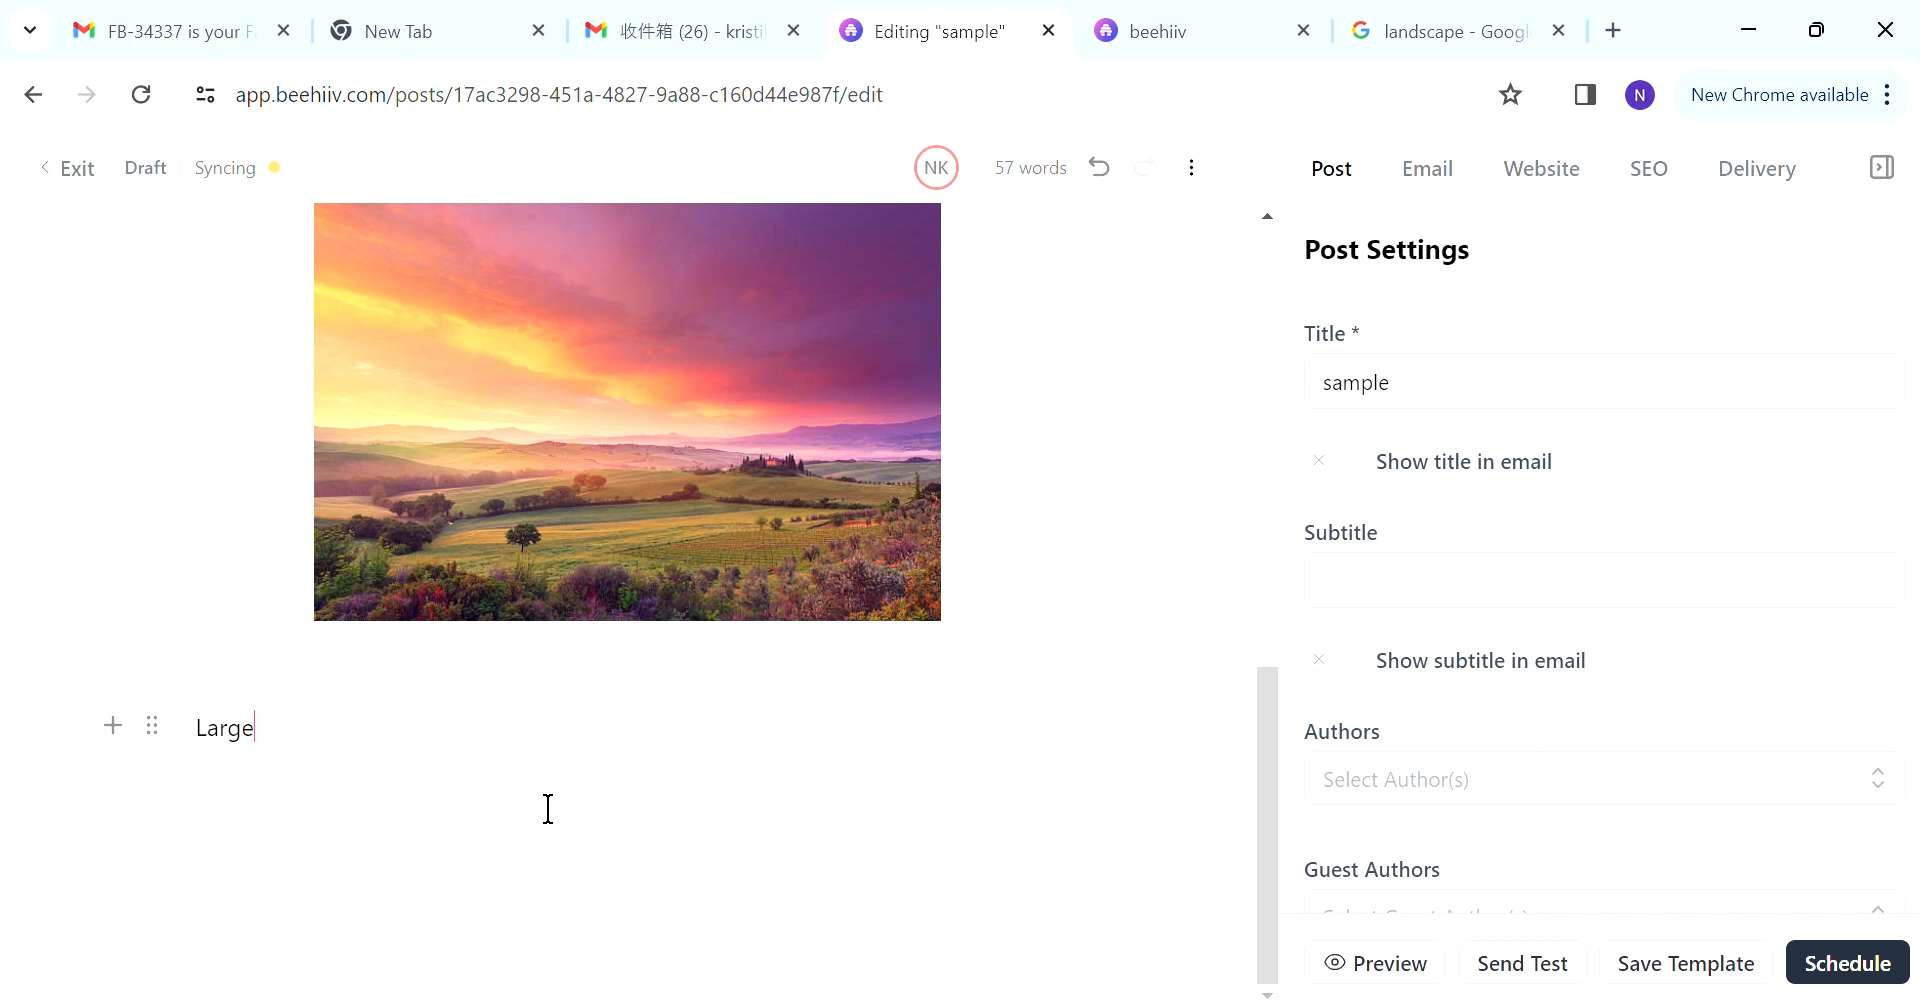 FB-34337 is your F
New Tab
收件箱 (26) - kristi
Editing "sample"
beehiiv
landscape - Googl
app.beehiiv.com/posts/17ac3298-451a-4827-9a88-c160d44e987f/edit
N
New Chrome available
Exit
Draft
Syncing
NK
57 words
Post
Email
Website
SEO
Delivery
Post Settings
Title *
sample
Show title in email
Subtitle
Show subtitle in email
Authors
Select Author(s)
Guest Authors
Large
Preview
Send Test
Save Template
Schedule